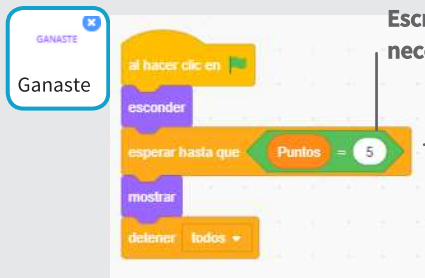 GANASTE
Ganaste
al hacer clic en
esconder
esperar hasta que Puntos = 5
mostrar
detener todos